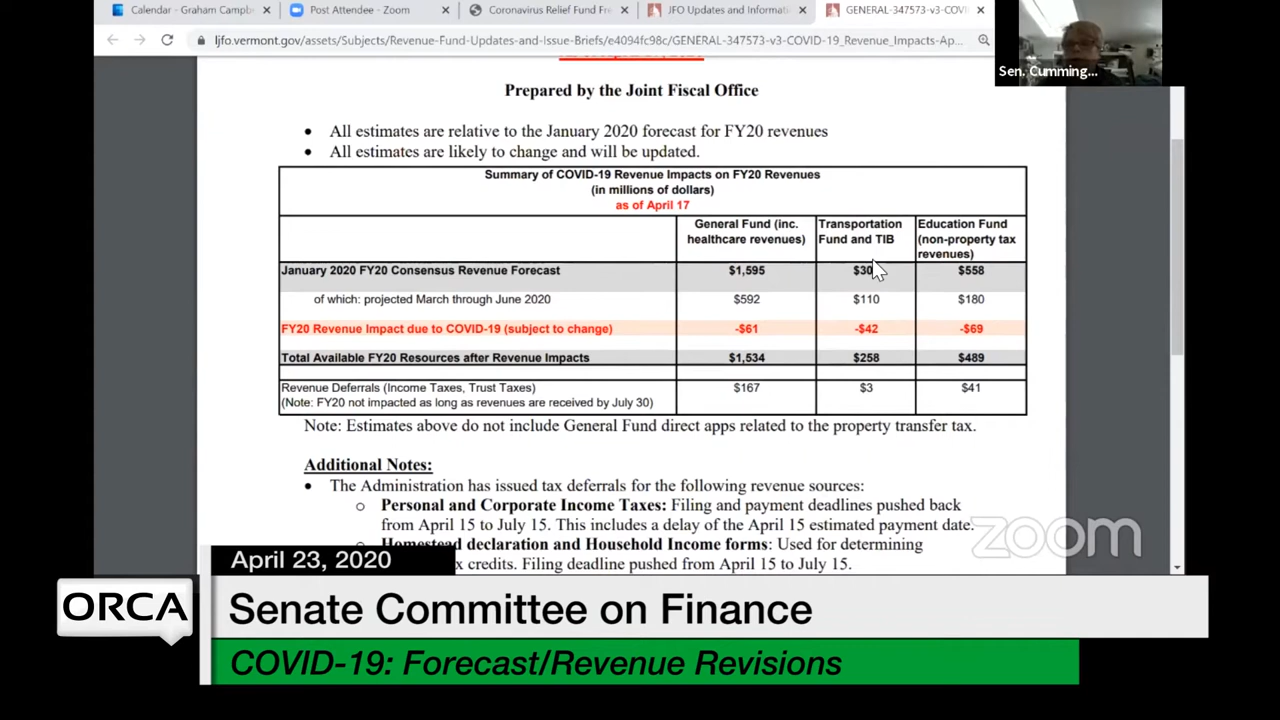 Calendar - Graham Campb
Post Attendee - Zoom
Coronavirus Relief Fund Fre
JFO Updates and Informati
GENERAL-347573-v3-COVI
ljfo.vermont.gov/assets/Subjects/Revenue-Fund-Updates-and-Issue-Briefs/e4094fc98c/GENERAL-347573-v3-COVID-19_Revenue_Impacts-Ap...
Sen. Cumming...
Prepared by the Joint Fiscal Office
• All estimates are relative to the January 2020 forecast for FY20 revenues
• All estimates are likely to change and will be updated.
Summary of COVID-19 Revenue Impacts on FY20 Revenues
(in millions of dollars)
as of April 17
General Fund (inc. healthcare revenues)
Transportation Fund and TIB
Education Fund (non-property tax revenues)
January 2020 FY20 Consensus Revenue Forecast $1,595 $30 $558
of which: projected March through June 2020 $592 $110 $180
FY20 Revenue Impact due to COVID-19 (subject to change) -$61 -$42 -$69
Total Available FY20 Resources after Revenue Impacts $1,534 $258 $489
Revenue Deferrals (Income Taxes, Trust Taxes) $167 $3 $41
(Note: FY20 not impacted as long as revenues are received by July 30)
Note: Estimates above do not include General Fund direct apps related to the property transfer tax.
Additional Notes:
• The Administration has issued tax deferrals for the following revenue sources:
o Personal and Corporate Income Taxes: Filing and payment deadlines pushed back
from April 15 to July 15. This includes a delay of the April 15 estimated payment date.
o Homestead declaration and Household Income forms: Used for determining
x credits. Filing deadline pushed from April 15 to July 15.
zoom
April 23, 2020
ORCA
Senate Committee on Finance
COVID-19: Forecast/Revenue Revisions